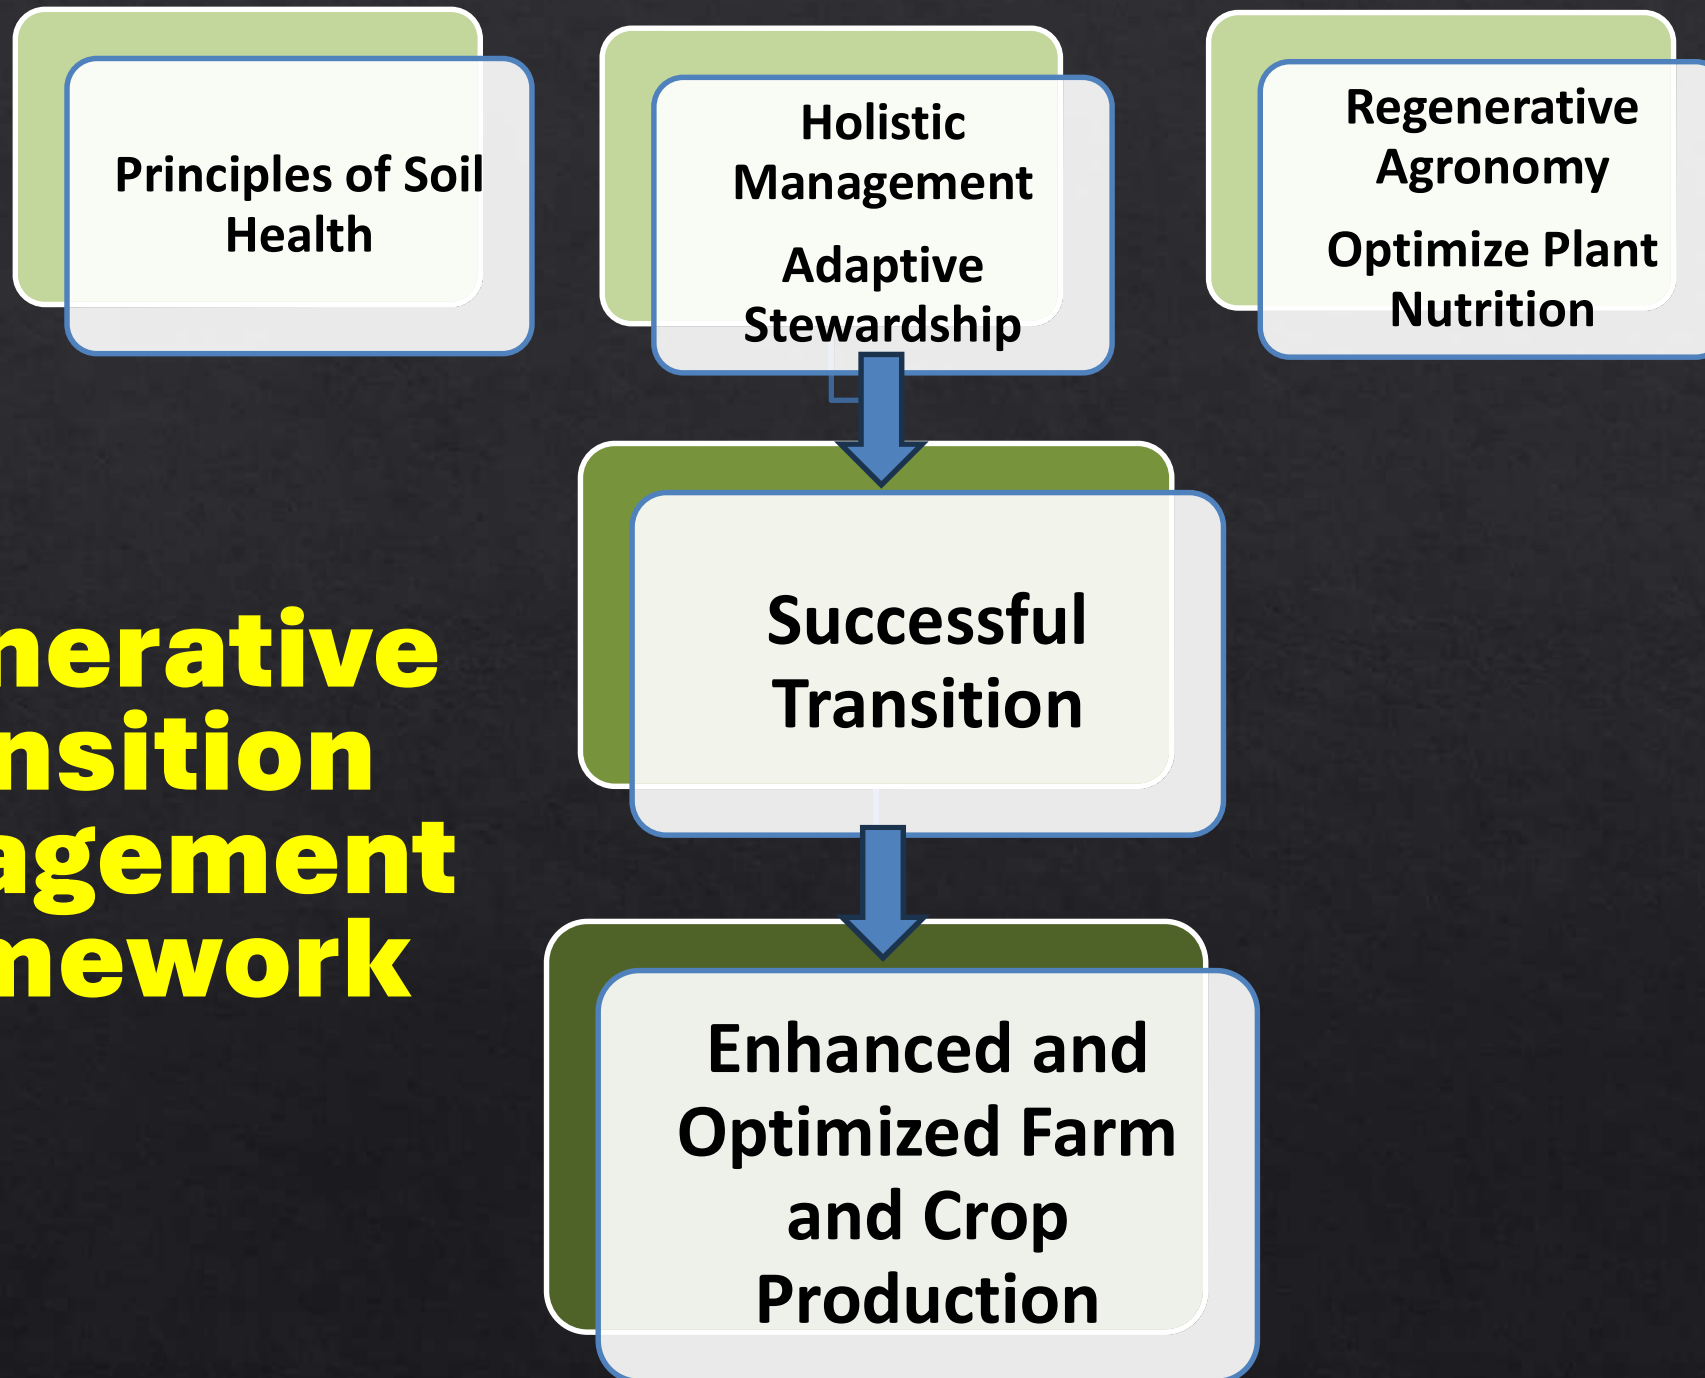 Principles of Soil
Health
Holistic
Management
Adaptive
Stewardship
Regenerative
Agronomy
Optimize Plant
Nutrition
Successful
Transition
nerative
nsition
agement
mework
Enhanced and
Optimized Farm
and Crop
Production